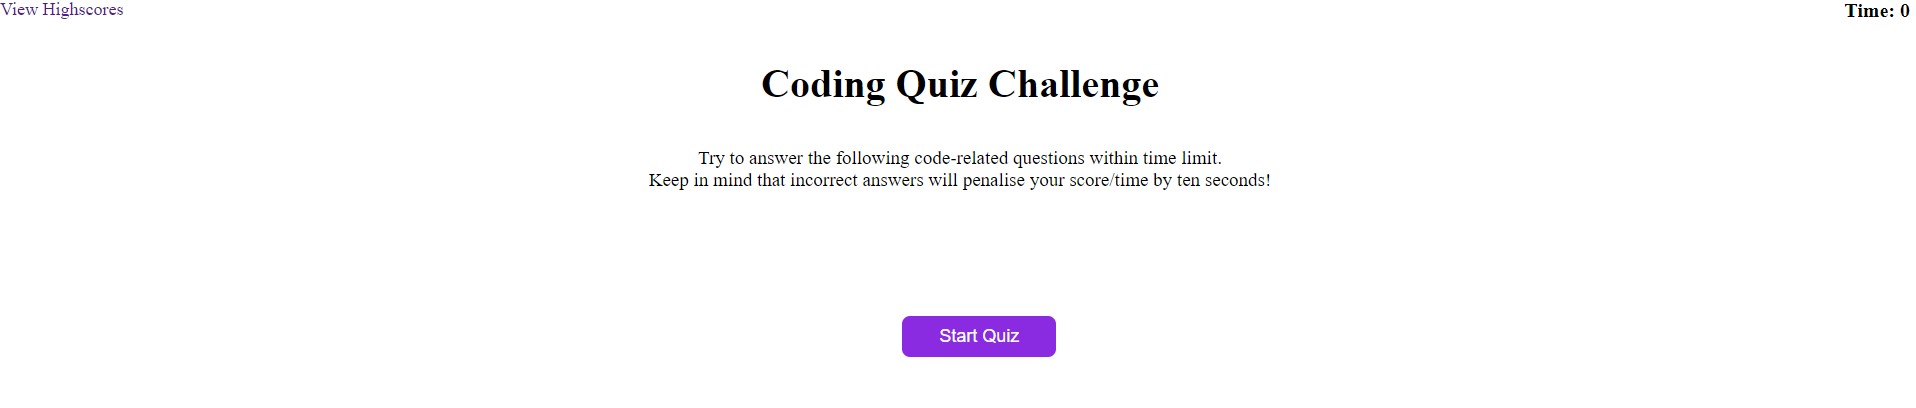 View Highscores
Time: 0
Coding Quiz Challenge
Try to answer the following code-related questions within time limit.
Keep in mind that incorrect answers will penalise your score/time by ten seconds!
Start Quiz